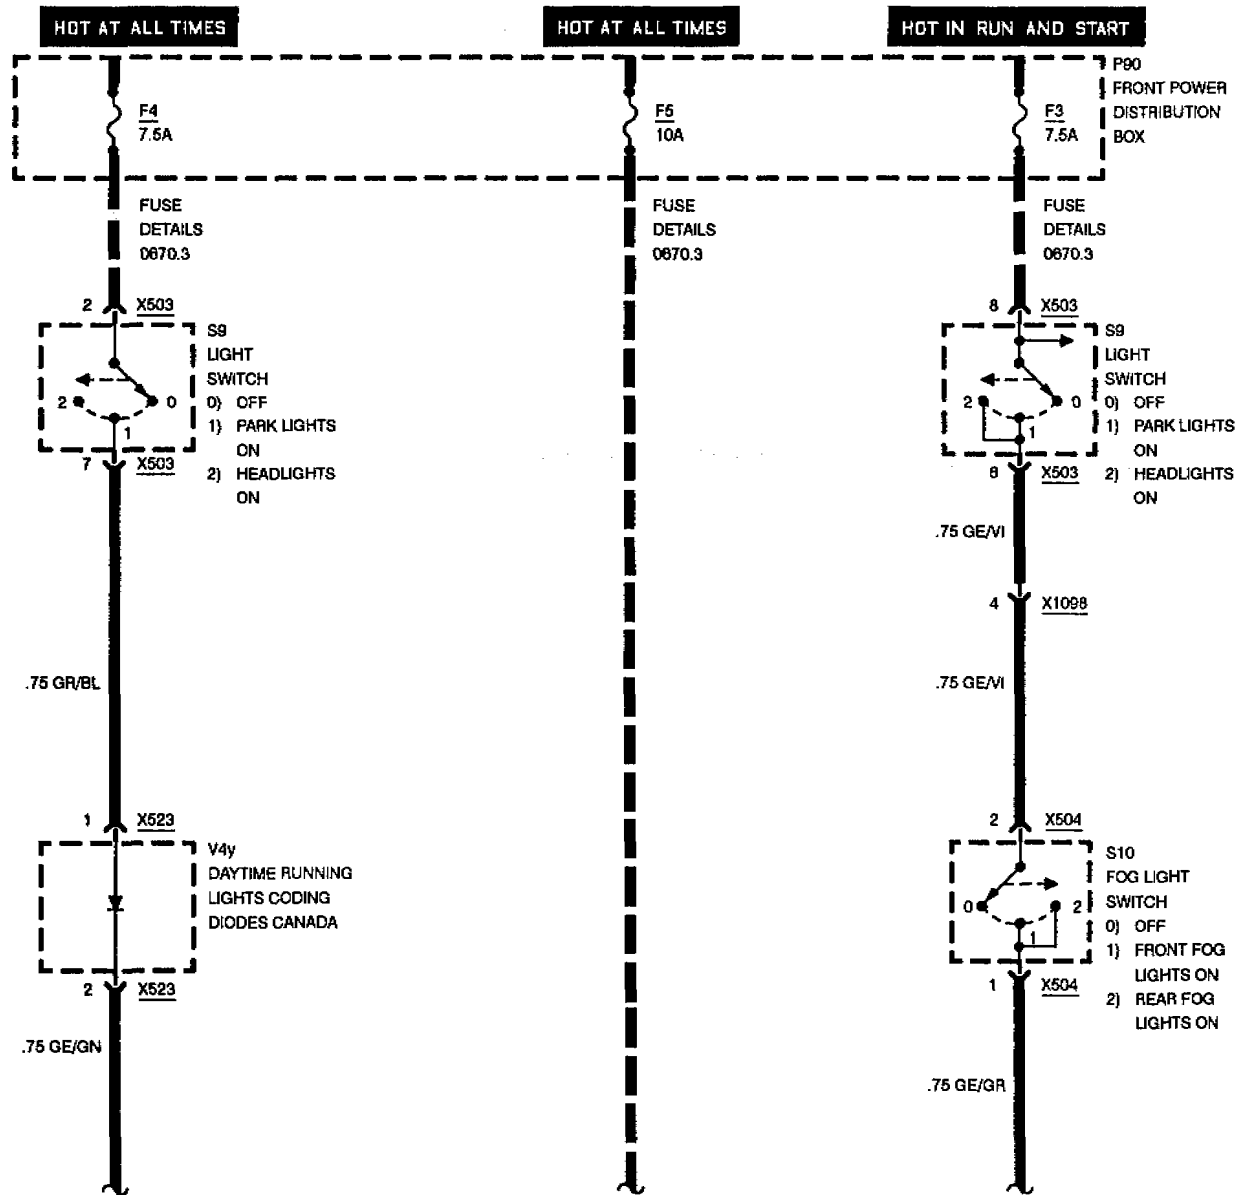 HOT AT ALL TIMES
HOT AT ALL TIMES
HOT IN RUN AND START
P90
FRONT POWER
DISTRIBUTION
BOX
F4
7.5A
F5
10A
F3
7.5A
FUSE
DETAILS
0670.3
FUSE
DETAILS
0670.3
FUSE
DETAILS
0670.3
2 X503
S9
LIGHT
SWITCH
0) OFF
1) PARK LIGHTS
ON
2) HEADLIGHTS
ON
2 0
1
7 X503
8 X503
S9
LIGHT
SWITCH
0) OFF
1) PARK LIGHTS
ON
2) HEADLIGHTS
ON
2 0
1
X503
.75 GE/VI
4 X1098
.75 GR/BL
.75 GE/VI
1 X523
V4y
DAYTIME RUNNING
LIGHTS CODING
DIODES CANADA
2 X523
.75 GE/GN
2 X504
S10
FOG LIGHT
SWITCH
0) OFF
1) FRONT FOG
LIGHTS ON
2) REAR FOG
LIGHTS ON
0 2
1
1 X504
.75 GE/GR